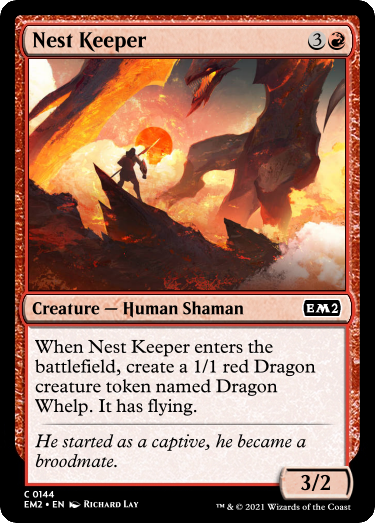 Nest Keeper 3
Creature — Human Shaman EM2
When Nest Keeper enters the
battlefield, create a 1/1 red Dragon
creature token named Dragon
Whelp. It has flying.
He started as a captive, he became a
broodmate.
3/2
C 0144
EM2 • EN Richard Lay
™ & © 2021 Wizards of the Coast